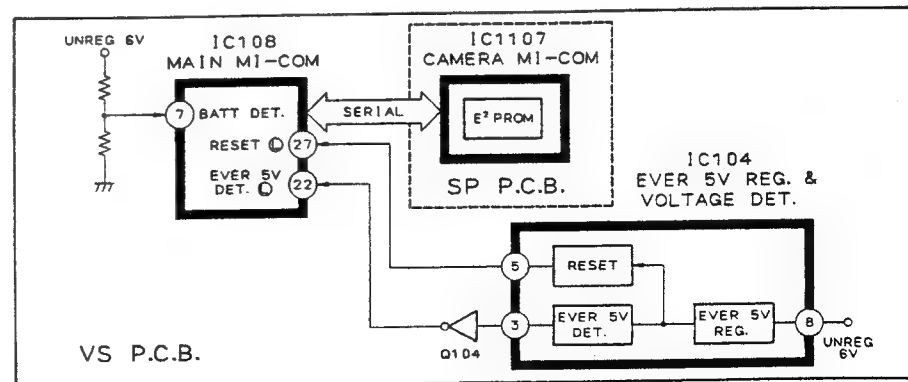 UNREG 6V
IC108
MAIN MI-COM
7
BATT DET.
RESET Ⓛ
27
EVER 5V
DET. Ⓛ
22
SERIAL
IC1107
CAMERA MI-COM
E² PROM
SP P.C.B.
IC104
EVER 5V REG. &
VOLTAGE DET.
5
RESET
3
EVER 5V
DET.
EVER 5V
REG.
8
UNREG
6V
Q104
VS P.C.B.